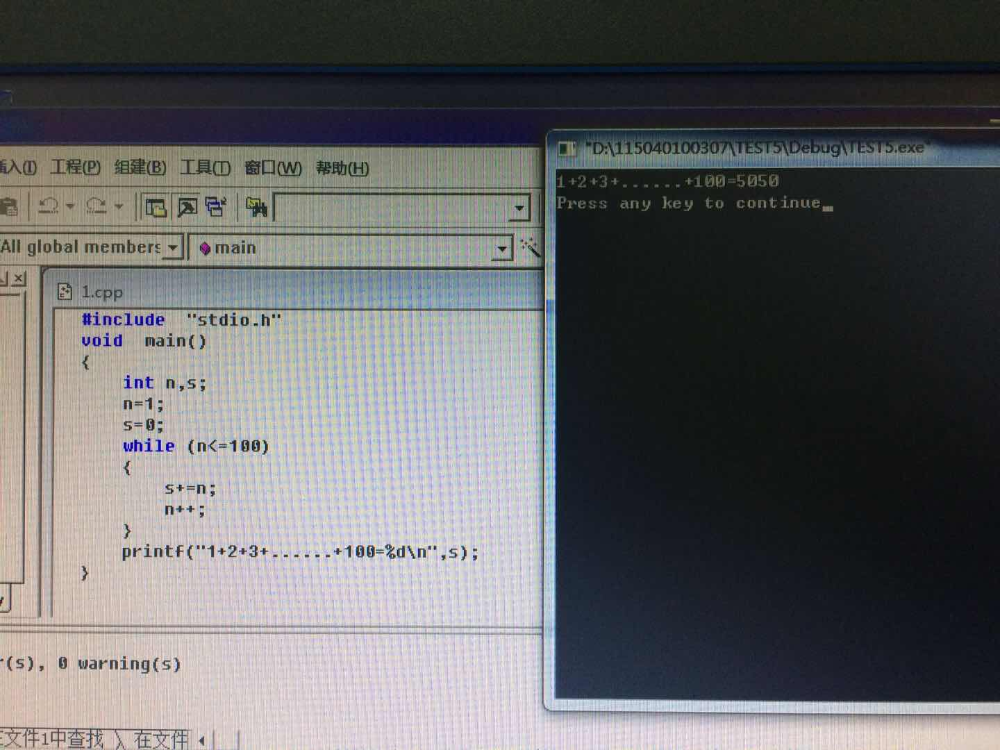 工程(P) 组建(B) 工具(T) 窗口(W) 帮助(H)
All global members
main
1.cpp
#include "stdio.h"
void main()
{
int n,s;
n=1;
s=0;
while (n<=100)
{
s+=n;
n++;
}
printf("1+2+3+......+100=%d\n",s);
}
r(s), 0 warning(s)
文件1中查找 在文件
"D:\115040100307\TEST5\Debug\TEST5.exe"
1+2+3+......+100=5050
Press any key to continue_